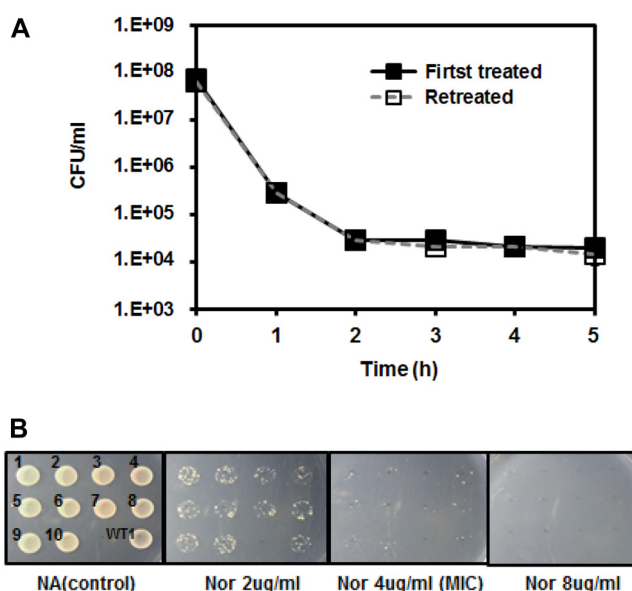 A
1.E+09
1.E+08
1.E+07
1.E+06
1.E+05
1.E+04
1.E+03
CFU/ml
Firtst treated
Retreated
0 1 2 3 4 5
Time (h)
B
1 2 3 4
5 6 7 8
9 10 WT1
NA(control) Nor 2ug/ml Nor 4ug/ml (MIC) Nor 8ug/ml